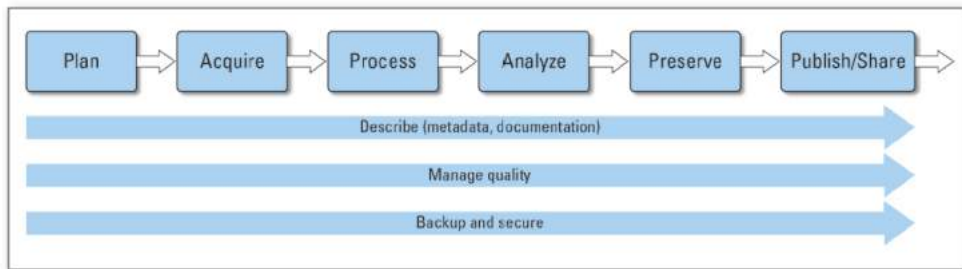 Plan
Acquire
Process
Analyze
Preserve
Publish/Share
Describe (metadata, documentation)
Manage quality
Backup and secure